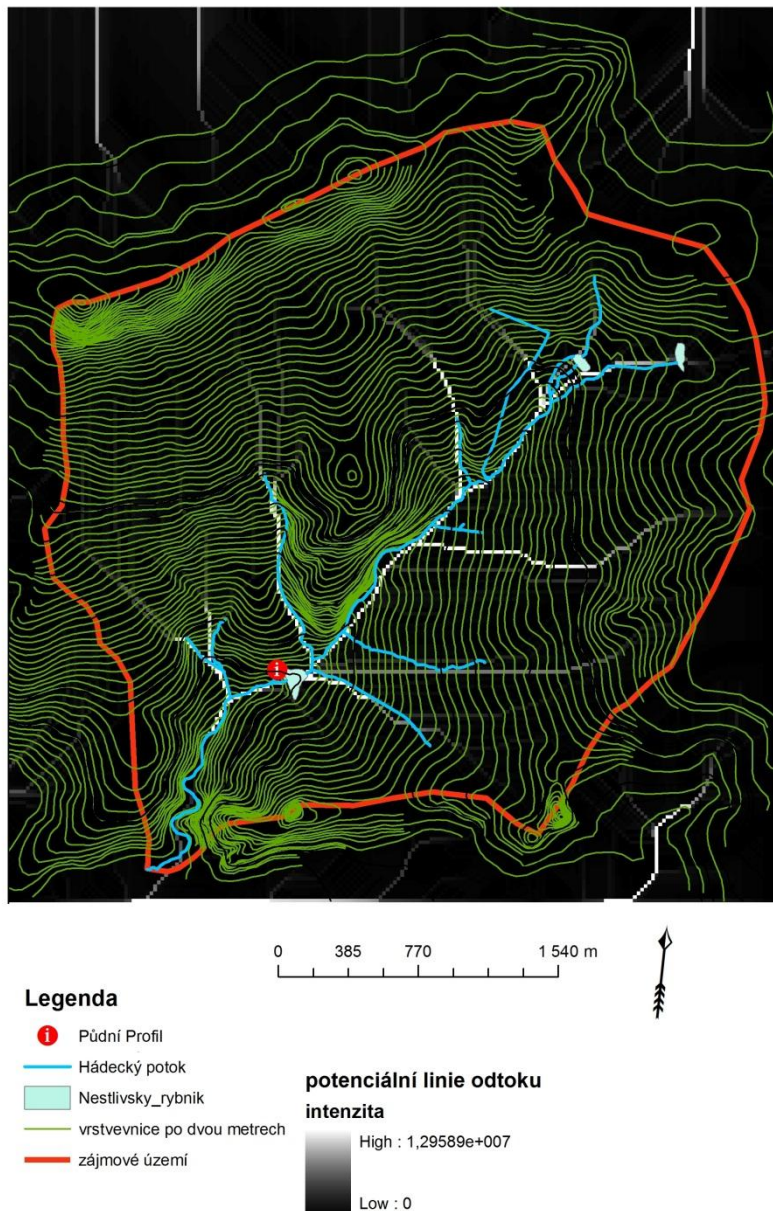 0 385 770 1 540 m
Legenda
Půdní Profil
Hádecký potok
Nestlivsky_rybnik
vrstvevnice po dvou metrech
zájmové území
potenciální linie odtoku
intenzita
High : 1,29589e+007
Low : 0